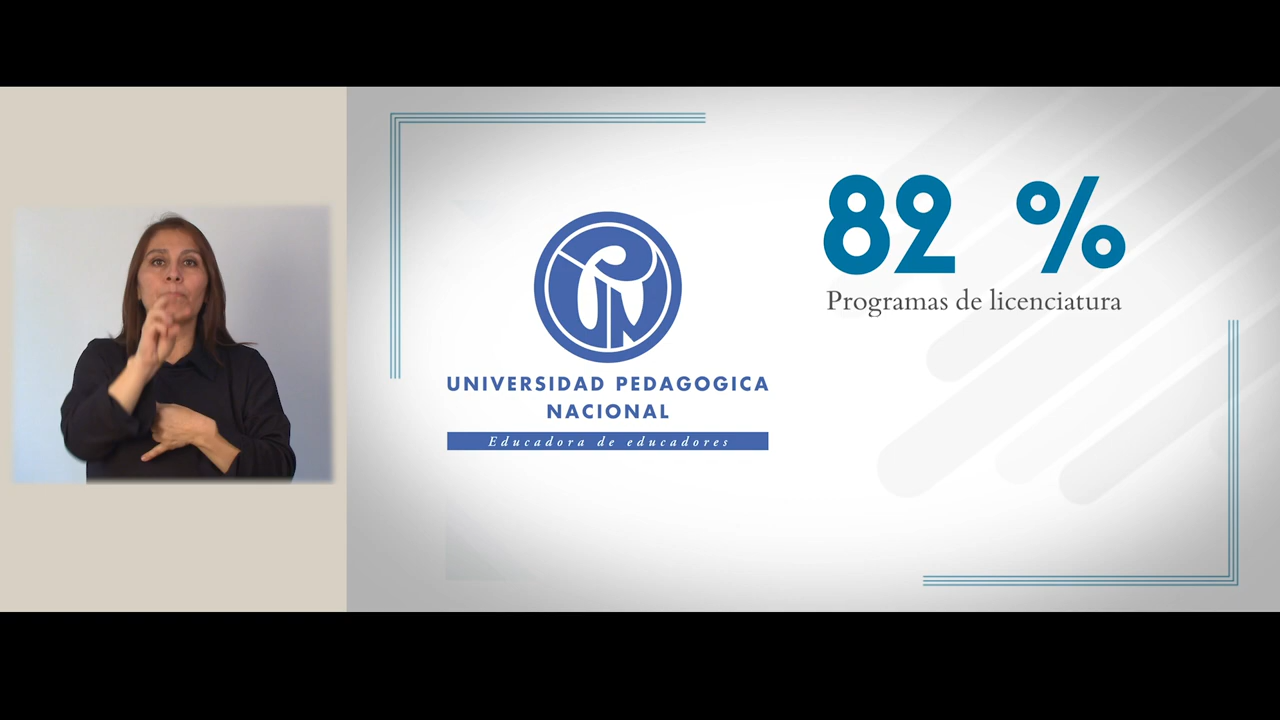 82 %
Programas de licenciatura
UNIVERSIDAD PEDAGOGICA
NACIONAL
Educadora de educadores